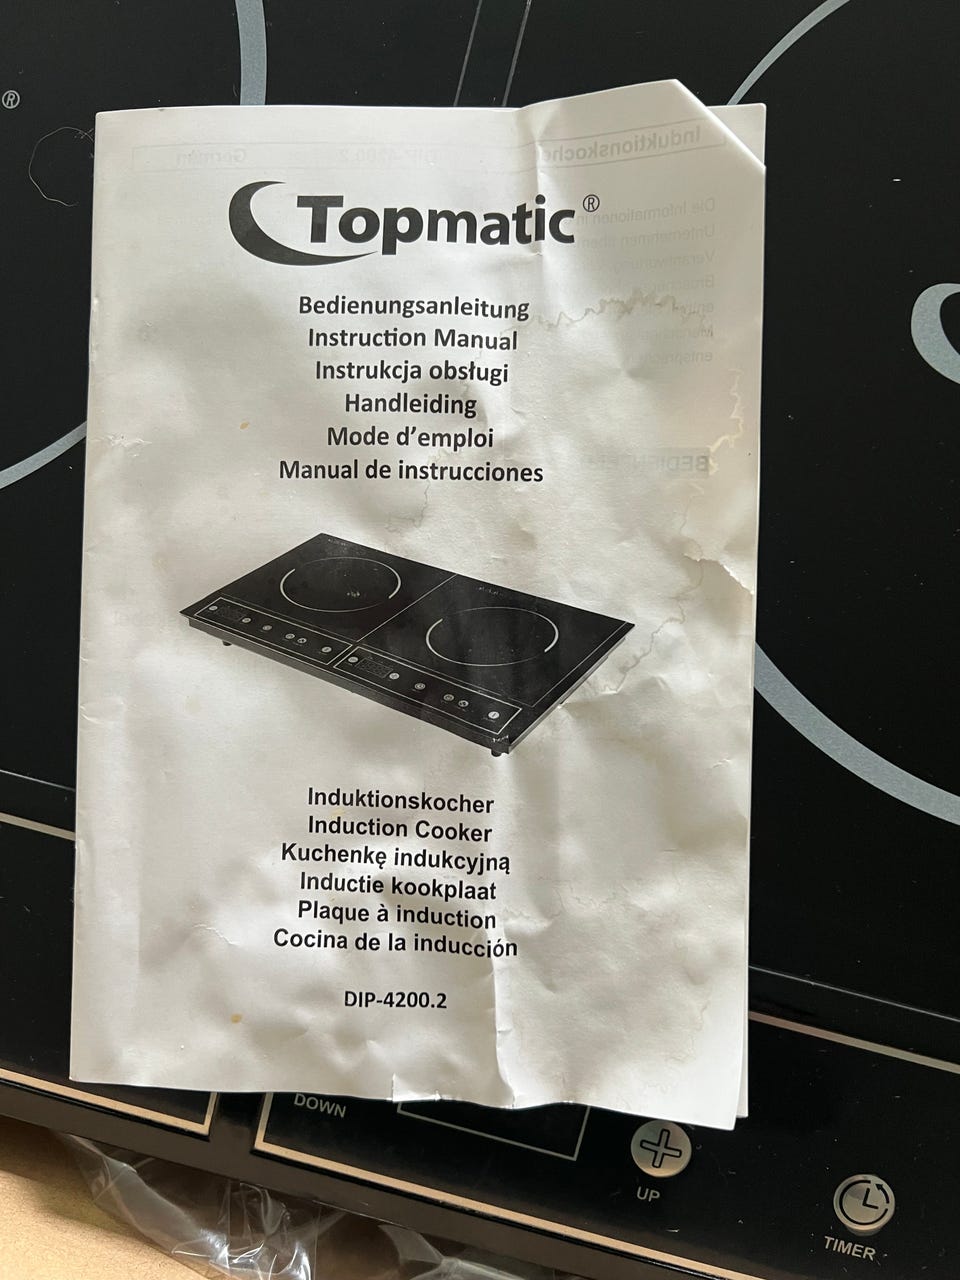 ®
Topmatic®
Bedienungsanleitung
Instruction Manual
Instrukcja obsługi
Handleiding
Mode d'emploi
Manual de instrucciones
Induktionskocher
Induction Cooker
Kuchenkę indukcyjną
Inductie kookplaat
Plaque à induction
Cocina de la inducción
DIP-4200.2
DOWN
UP
TIMER